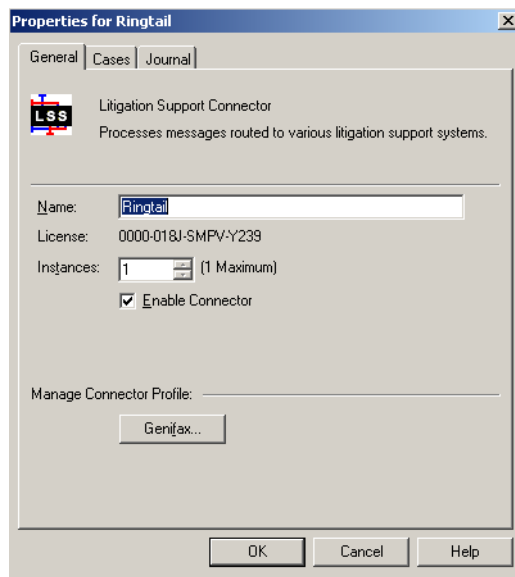 Properties for Ringtail
General Cases Journal
LSS
Litigation Support Connector
Processes messages routed to various litigation support systems.
Name: Ringtail
License: 0000-018J-SMPV-Y239
Instances: 1 (1 Maximum)
Enable Connector
Manage Connector Profile:
Genifax...
OK Cancel Help